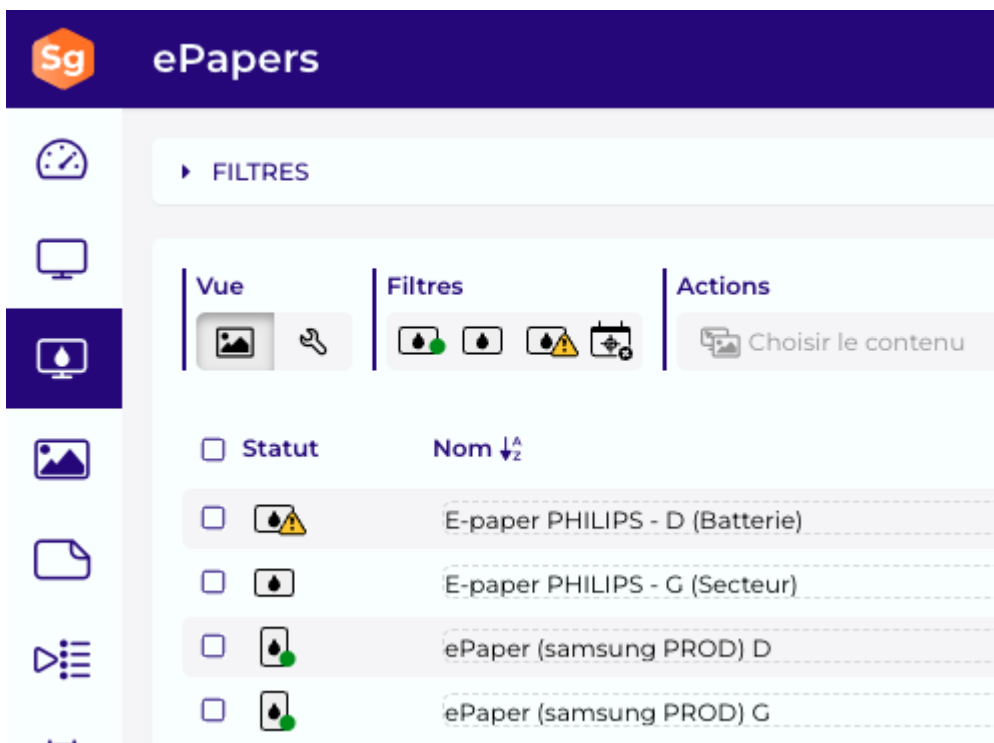 Sg
ePapers
FILTRES
Vue
Filtres
Actions
Choisir le contenu
Statut
Nom
E-paper PHILIPS - D (Batterie)
E-paper PHILIPS - G (Secteur)
ePaper (samsung PROD) D
ePaper (samsung PROD) G